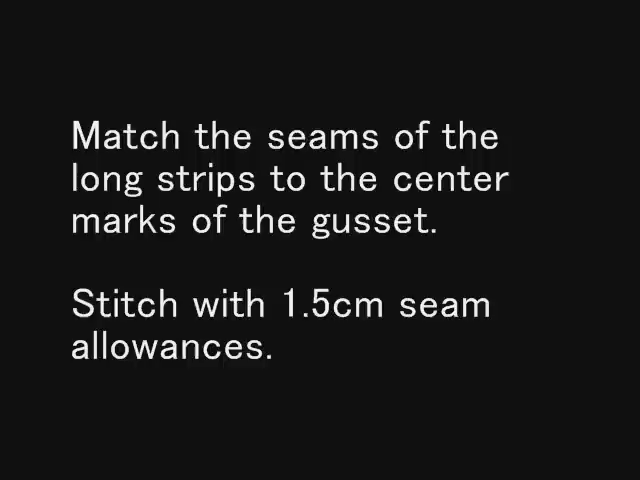 Match the seams of the
long strips to the center
marks of the gusset.
Stitch with 1.5cm seam
allowances.